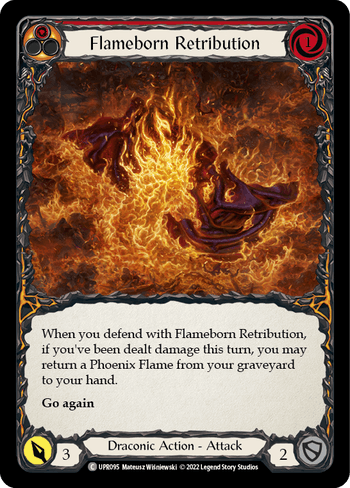 Flameborn Retribution
1
When you defend with Flameborn Retribution,
if you've been dealt damage this turn, you may
return a Phoenix Flame from your graveyard
to your hand.
Go again
3
Draconic Action - Attack
2
C UPR095 Mateusz Wiśniewski © 2022 Legend Story Studios